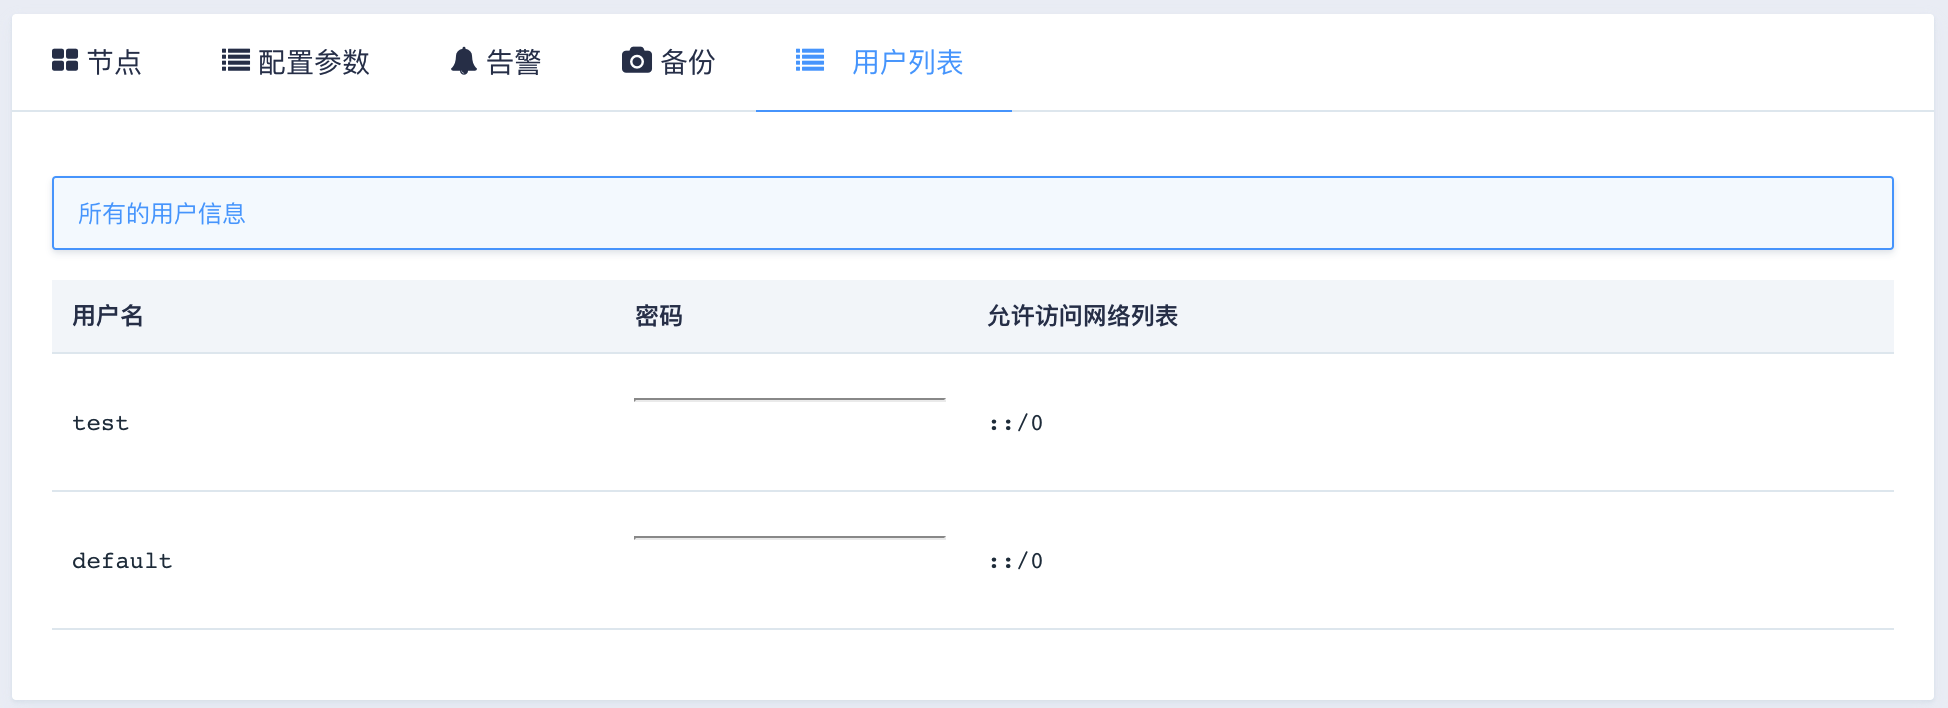 节点 配置参数 告警 备份 用户列表
所有的用户信息
用户名 密码 允许访问网络列表
test ::/0
default ::/0